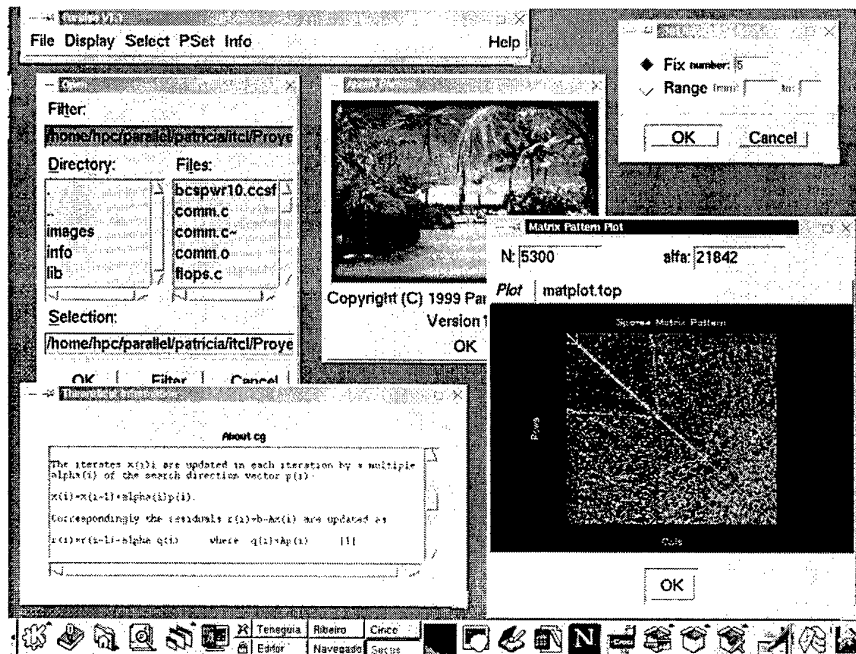 File Display Select PSet Info Help
Filter:
/home/hpc/parallel/patricia/itcl/Proye
Directory: Files:
.
..
images
info
lib
bcspwr10.ccsf
comm.c
comm.c~
comm.o
flops.c
Selection:
/home/hpc/parallel/patricia/itcl/Proye
OK Filter Cancel
Copyright (C) 1999 Par
Version 1
OK
Fix number: 5
Range to:
OK Cancel
Matrix Pattern Plot
N: 5300 alfa: 21842
Plot matplot.top
Sparse Matrix Pattern
Rows
Cols
OK
About cg
The iterates x(i)i are updated in each iteration by a multiple
alpha(i) of the search direction vector p(i).
x(i)=x(i-1)+alpha(i)p(i).
Correspondingly the residuals r(i)=b-Ax(i) are updated as
r(i)=r(i-1)-alpha q(i) where q(i)=Ap(i) [1]
Teneguia Ribeiro Cinco
Editor Navegado
N